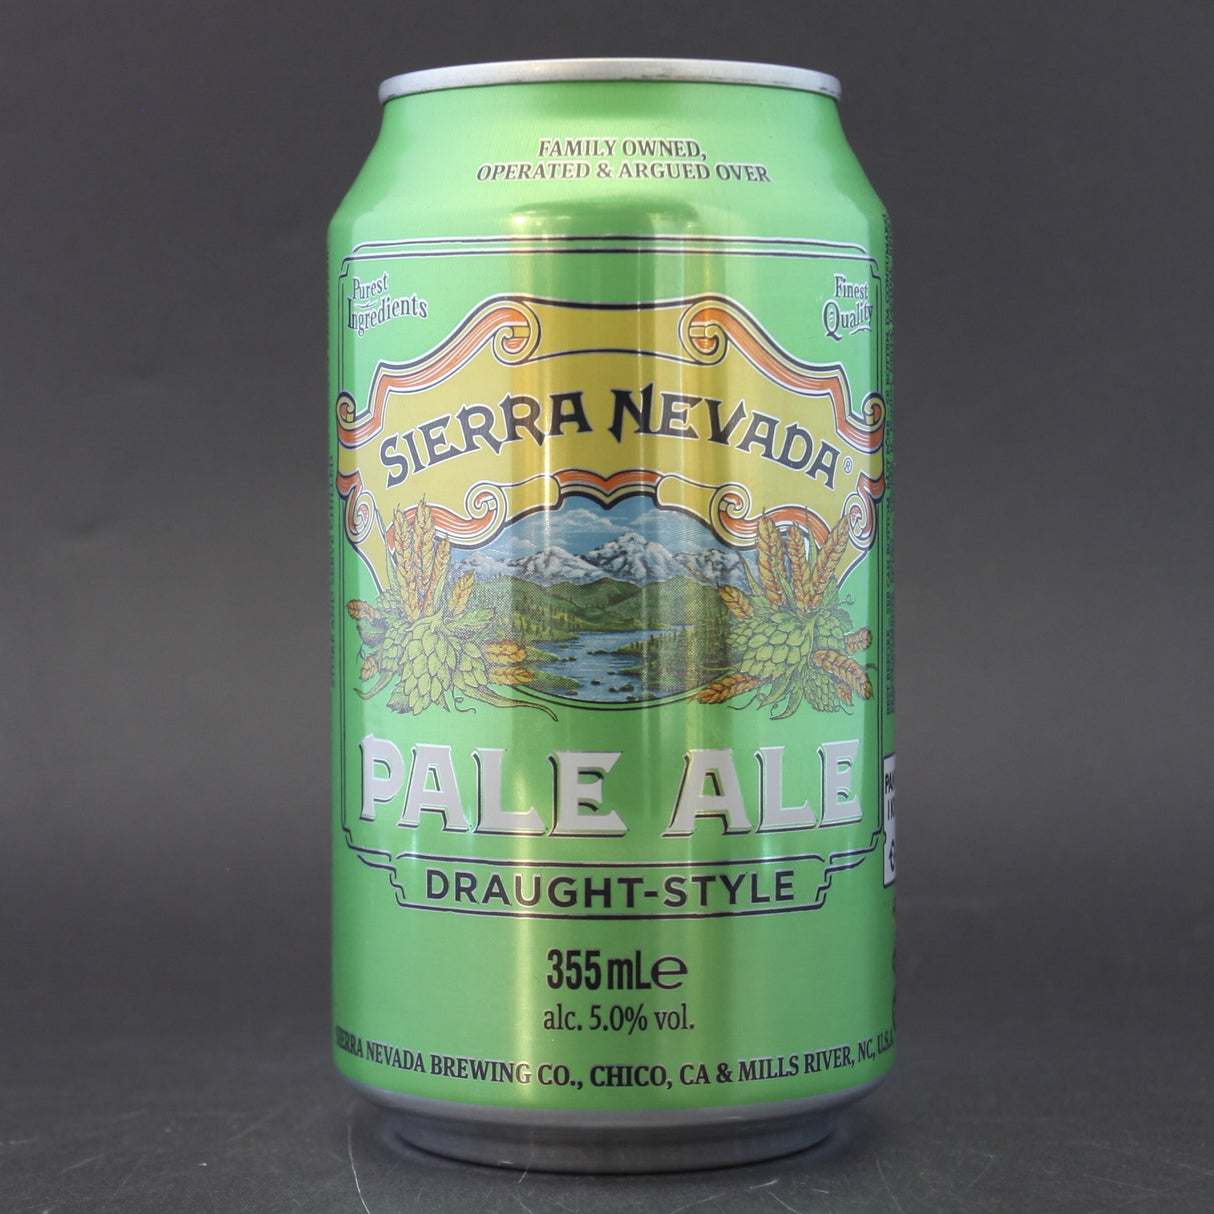 FAMILY OWNED,
OPERATED & ARGUED OVER
Purest
Ingredients
Finest
Quality
SIERRA NEVADA®
PALE ALE
DRAUGHT-STYLE
355 mL e
alc. 5.0% vol.
SIERRA NEVADA BREWING CO., CHICO, CA & MILLS RIVER, NC, U.S.A.